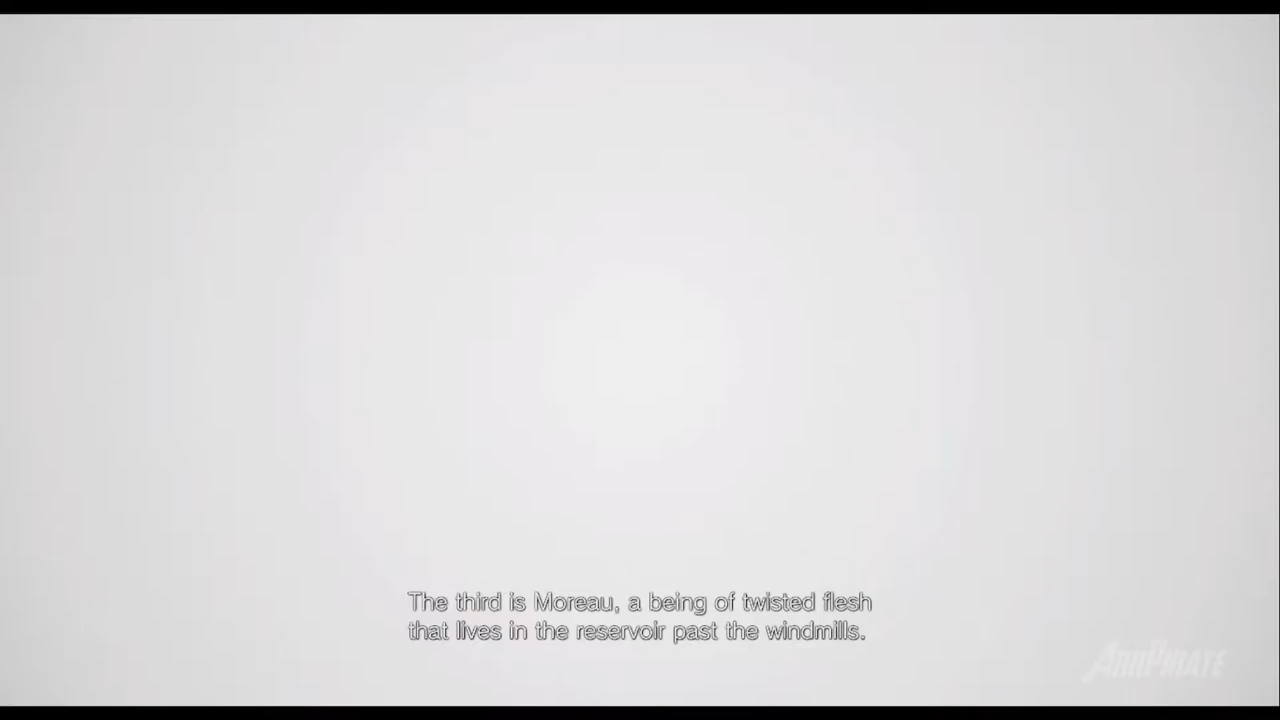 The third is Moreau, a being of twisted flesh
that lives in the reservoir past the windmills.